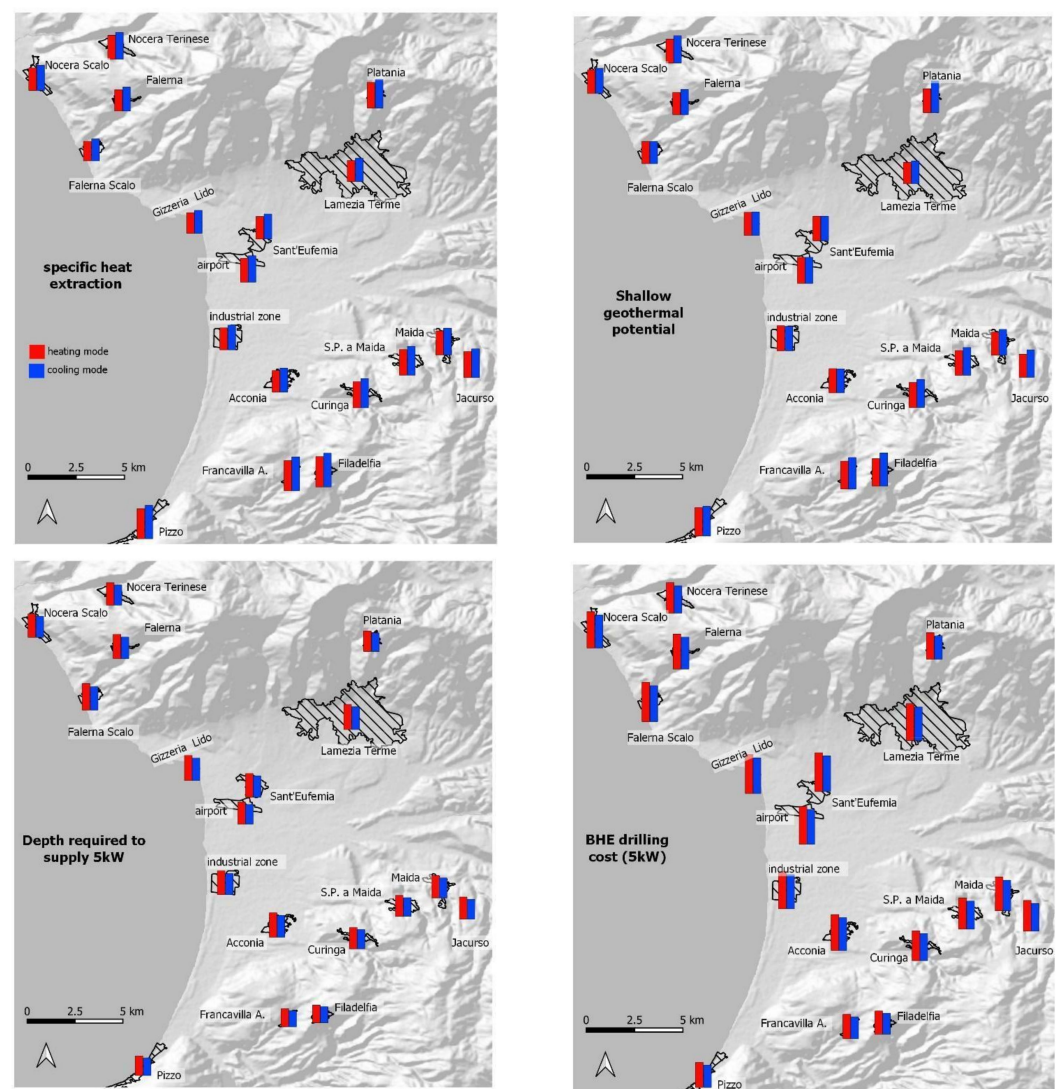 Nocera Terinese
Nocera Scalo
Falerna
Platania
Falerna Scalo
Lamezia Terme
Gizzeria Lido
Sant'Eufemia
airport
specific heat
extraction
industrial zone
heating mode
cooling mode
Maida
S.P. a Maida
Acconia
Curinga
Jacurso
Francavilla A.
Filadelfia
0 2.5 5 km
Pizzo
Nocera Terinese
Nocera Scalo
Falerna
Platania
Falerna Scalo
Lamezia Terme
Gizzeria Lido
Sant'Eufemia
airport
Shallow
geothermal
potential
industrial zone
Maida
S.P. a Maida
Acconia
Curinga
Jacurso
Francavilla A.
Filadelfia
0 2.5 5 km
Pizzo
Nocera Terinese
Nocera Scalo
Falerna
Platania
Falerna Scalo
Lamezia Terme
Gizzeria Lido
Sant'Eufemia
airport
Depth required to
supply 5kW
industrial zone
Maida
S.P. a Maida
Acconia
Curinga
Jacurso
Francavilla A.
Filadelfia
0 2.5 5 km
Pizzo
Nocera Terinese
Nocera Scalo
Falerna
Platania
Falerna Scalo
Lamezia Terme
Gizzeria Lido
Sant'Eufemia
airport
BHE drilling
cost (5kW)
industrial zone
Maida
S.P. a Maida
Acconia
Curinga
Jacurso
Francavilla A.
Filadelfia
0 2.5 5 km
Pizzo